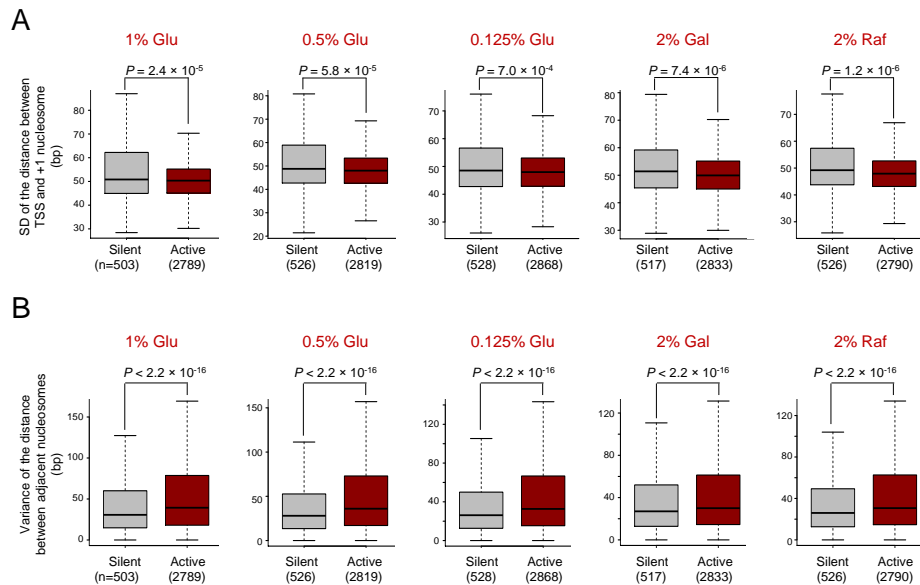 A
1% Glu
0.5% Glu
0.125% Glu
2% Gal
2% Raf
P = 2.4 × 10-5
P = 5.8 × 10-5
P = 7.0 × 10-4
P = 7.4 × 10-6
P = 1.2 × 10-6
SD of the distance between
TSS and +1 nucleosome
(bp)
80
70
60
50
40
30
80
70
60
50
40
30
20
70
60
50
40
30
80
70
60
50
40
30
70
60
50
40
30
Silent Active
(n=503) (2789)
Silent Active
(526) (2819)
Silent Active
(528) (2868)
Silent Active
(517) (2833)
Silent Active
(526) (2790)
B
1% Glu
0.5% Glu
0.125% Glu
2% Gal
2% Raf
P < 2.2 × 10-16
P < 2.2 × 10-16
P < 2.2 × 10-16
P < 2.2 × 10-16
P < 2.2 × 10-16
Variance of the distance
between adjacent nucleosomes
(bp)
150
100
50
0
150
100
50
0
120
80
40
0
120
80
40
0
120
80
40
0
Silent Active
(n=503) (2789)
Silent Active
(526) (2819)
Silent Active
(528) (2868)
Silent Active
(517) (2833)
Silent Active
(526) (2790)